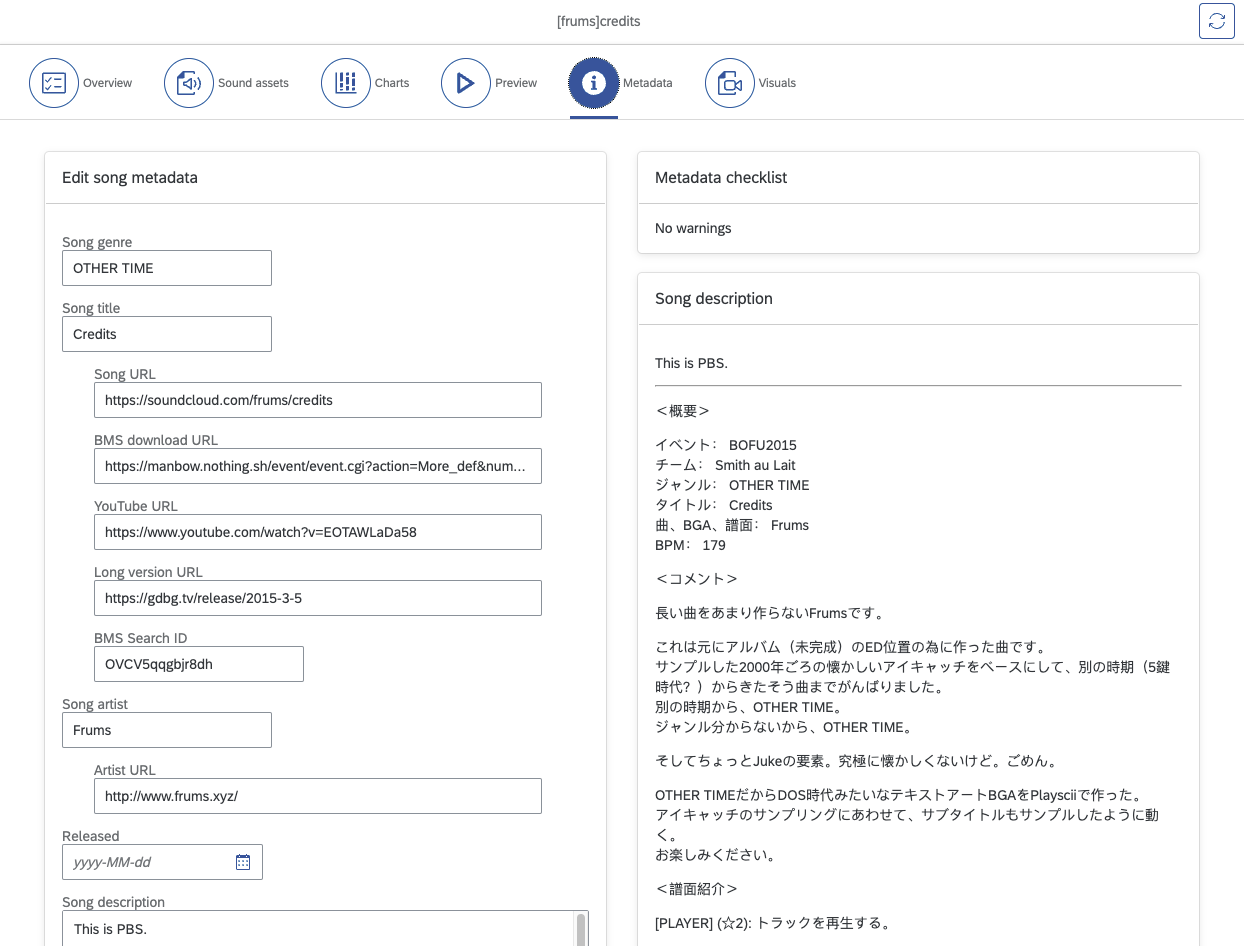 [frums]credits
Overview
Sound assets
Charts
Preview
Metadata
Visuals
Edit song metadata
Song genre
OTHER TIME
Song title
Credits
Song URL
https://soundcloud.com/frums/credits
BMS download URL
https://manbow.nothing.sh/event/event.cgi?action=More_def&num...
YouTube URL
https://www.youtube.com/watch?v=EOTAWLaDa58
Long version URL
https://gdbg.tv/release/2015-3-5
BMS Search ID
OVCV5qqgbjr8dh
Song artist
Frums
Artist URL
http://www.frums.xyz/
Released
yyyy-MM-dd
Song description
This is PBS.
Metadata checklist
No warnings
Song description
This is PBS.
＜概要＞
イベント： BOFU2015
チーム： Smith au Lait
ジャンル： OTHER TIME
タイトル： Credits
曲、BGA、譜面： Frums
BPM： 179
＜コメント＞
長い曲をあまり作らないFrumsです。
これは元にアルバム（未完成）のED位置の為に作った曲です。
サンプルした2000年ごろの懐かしいアイキャッチをベースにして、別の時期（5鍵
時代？）からきたそう曲までがんばりました。
別の時期から、OTHER TIME。
ジャンル分からないから、OTHER TIME。
そしてちょっとJukeの要素。究極に懐かしくないけど。ごめん。
OTHER TIMEだからDOS時代みたいなテキストアートBGAをPlaysciiで作った。
アイキャッチのサンプリングにあわせて、サブタイトルもサンプルしたように動
く。
お楽しみください。
＜譜面紹介＞
[PLAYER] (☆2): トラックを再生する。